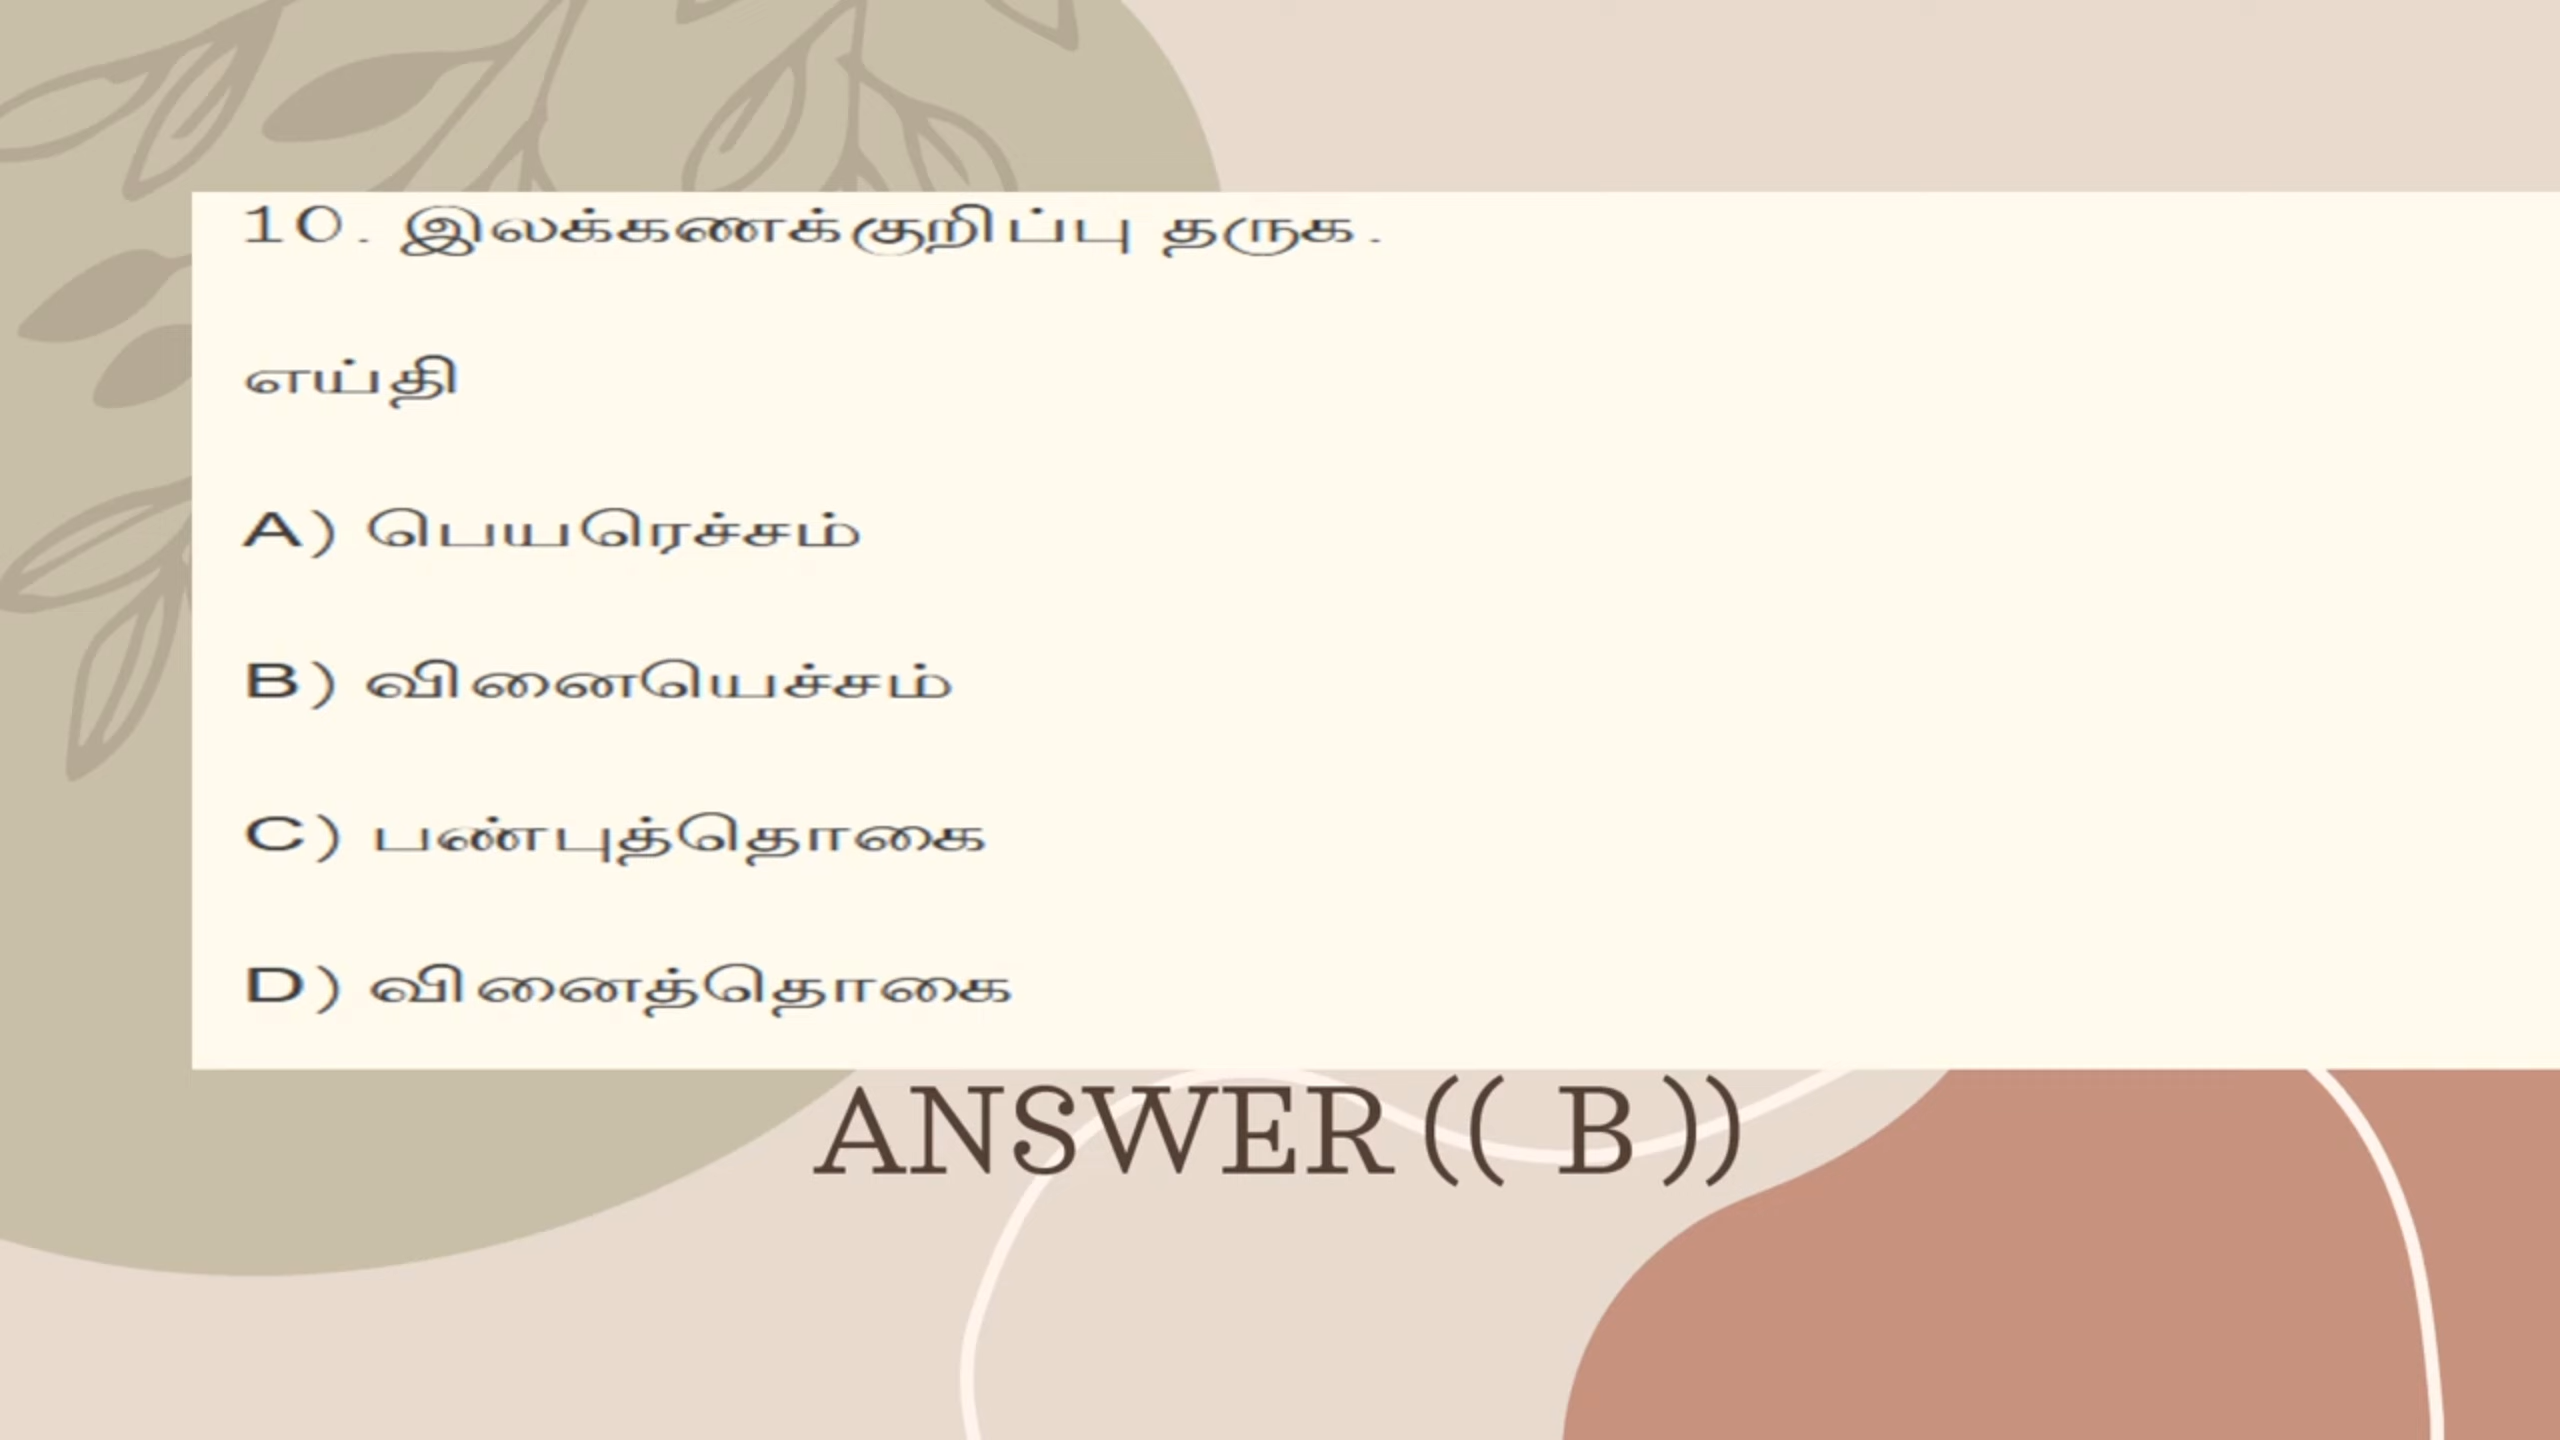 10. இலக்கணக்குறிப்பு தருக.
எய்தி
A) பெயரெச்சம்
B) வினையெச்சம்
C) பண்புத்தொகை
D) வினைத்தொகை
ANSWER (( B ))